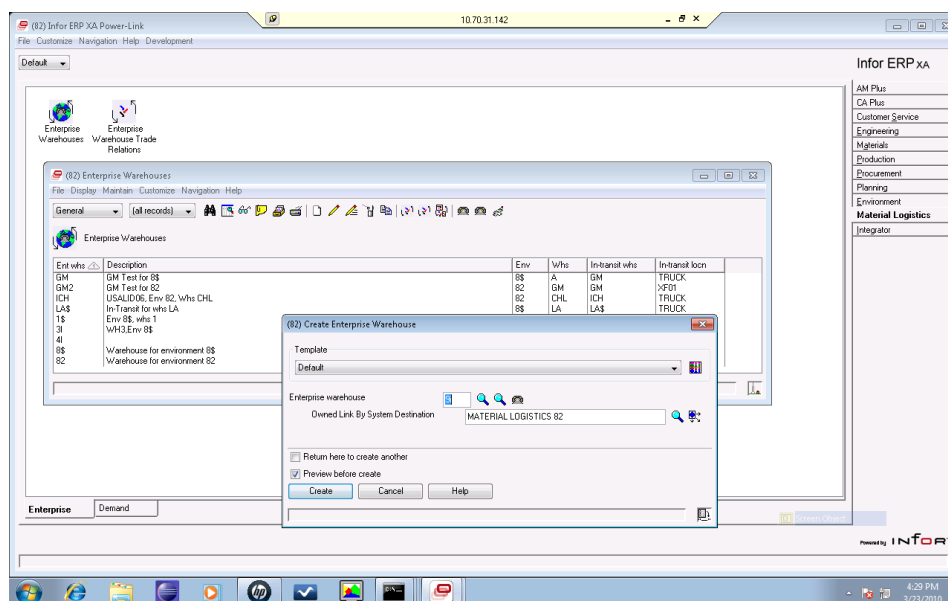 10.70.31.142
(82) Infor ERP XA Power-Link
File Customize Navigation Help Development
Default
Infor ERP XA
AM Plus
CA Plus
Customer Service
Engineering
Materials
Production
Procurement
Planning
Environment
Material Logistics
Integrator
Enterprise Warehouses
Enterprise Warehouse Trade Relations
(82) Enterprise Warehouses
File Display Maintain Customize Navigation Help
General (all records)
Enterprise Warehouses
Ent whs Description Env Whs In-transit whs In-transit locn
GM GM Test for 8$ 8$ A GM TRUCK
GM2 GM Test for 82 82 GM GM2 XF01
ICH USALID06, Env 82, Whs CHL 82 CHL ICH TRUCK
LA$ In-Transit for whs LA 8$ LA LA$ TRUCK
1$ Env 8$, whs 1
3I WH3,Env 8$
4I
8$ Warehouse for environment 8$
82 Warehouse for environment 82
(82) Create Enterprise Warehouse
Template
Default
Enterprise warehouse
Owned Link By System Destination MATERIAL LOGISTICS 82
Return here to create another
Preview before create
Create Cancel Help
Enterprise Demand
Screen Object
Powered by INFOR
4:29 PM
3/23/2010